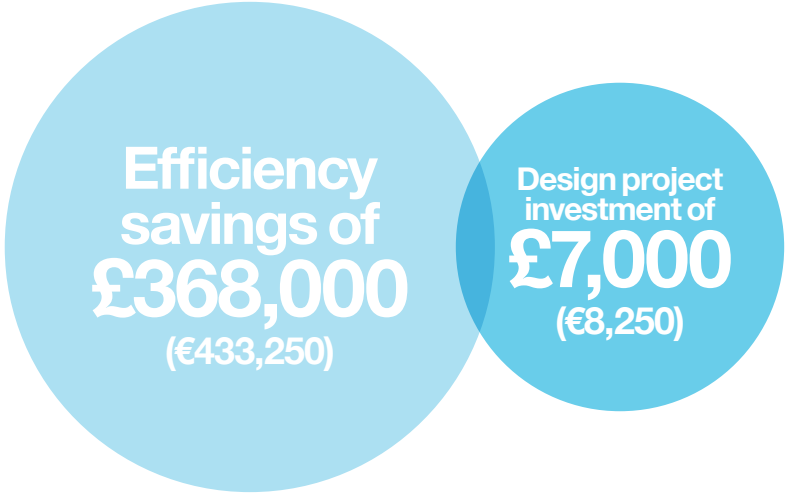 Efficiency
savings of
£368,000
(€433,250)
Design project
investment of
£7,000
(€8,250)